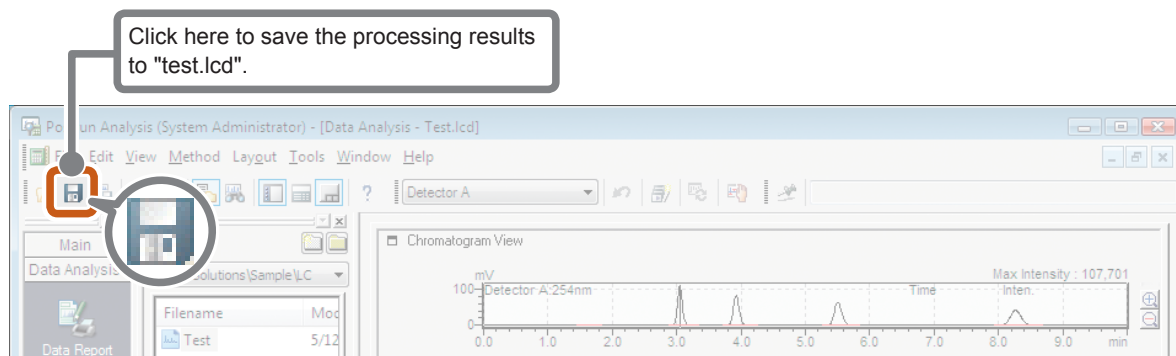 Click here to save the processing results
to "test.lcd".
un Analysis (System Administrator) - [Data Analysis - Test.lcd]
Edit View Method Layout Tools Window Help
? Detector A
Main
Chromatogram View
Data Analysis
olutions\Sample\LC
mV
Max Intensity : 107,701
100
Detector A:254nm
Time
Inten.
Filename
Mod
0
Test
5/12
0.0 1.0 2.0 3.0 4.0 5.0 6.0 7.0 8.0 9.0 min
Data Report